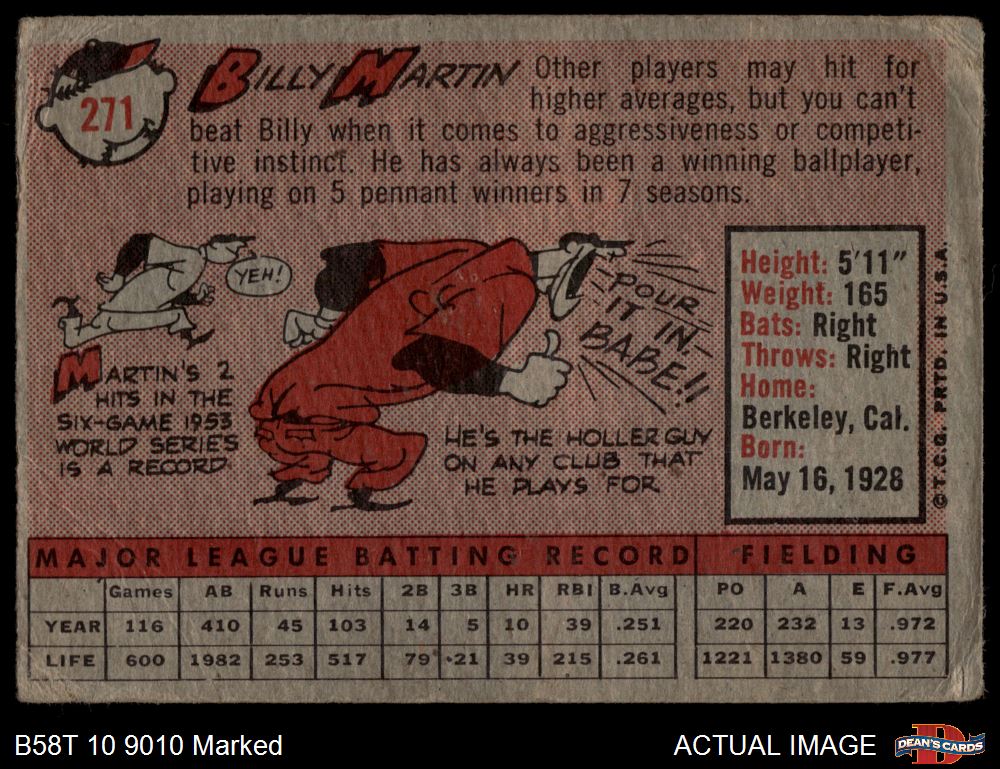 271
BILLY MARTIN
Other players may hit for
higher averages, but you can't
beat Billy when it comes to aggressiveness or competi-
tive instinct. He has always been a winning ballplayer,
playing on 5 pennant winners in 7 seasons.
YEH!
MARTIN'S 2
HITS IN THE
SIX-GAME 1953
WORLD SERIES
IS A RECORD
POUR
IT IN,
BABE!!
HE'S THE HOLLER GUY
ON ANY CLUB THAT
HE PLAYS FOR
Height: 5'11"
Weight: 165
Bats: Right
Throws: Right
Home:
Berkeley, Cal.
Born:
May 16, 1928
© T.C.G. PRTD. IN U.S.A.
MAJOR LEAGUE BATTING RECORD FIELDING
Games AB Runs Hits 2B 3B HR RBI B.Avg PO A E F.Avg
YEAR 116 410 45 103 14 5 10 39 .251 220 232 13 .972
LIFE 600 1982 253 517 79 21 39 215 .261 1221 1380 59 .977
B58T 10 9010 Marked
ACTUAL IMAGE
D
DEAN'S CARDS